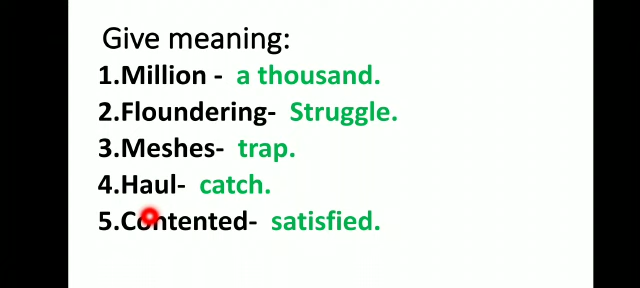 Give meaning:
1.Million - a thousand.
2.Floundering- Struggle.
3.Meshes- trap.
4.Haul- catch.
5.Contented- satisfied.